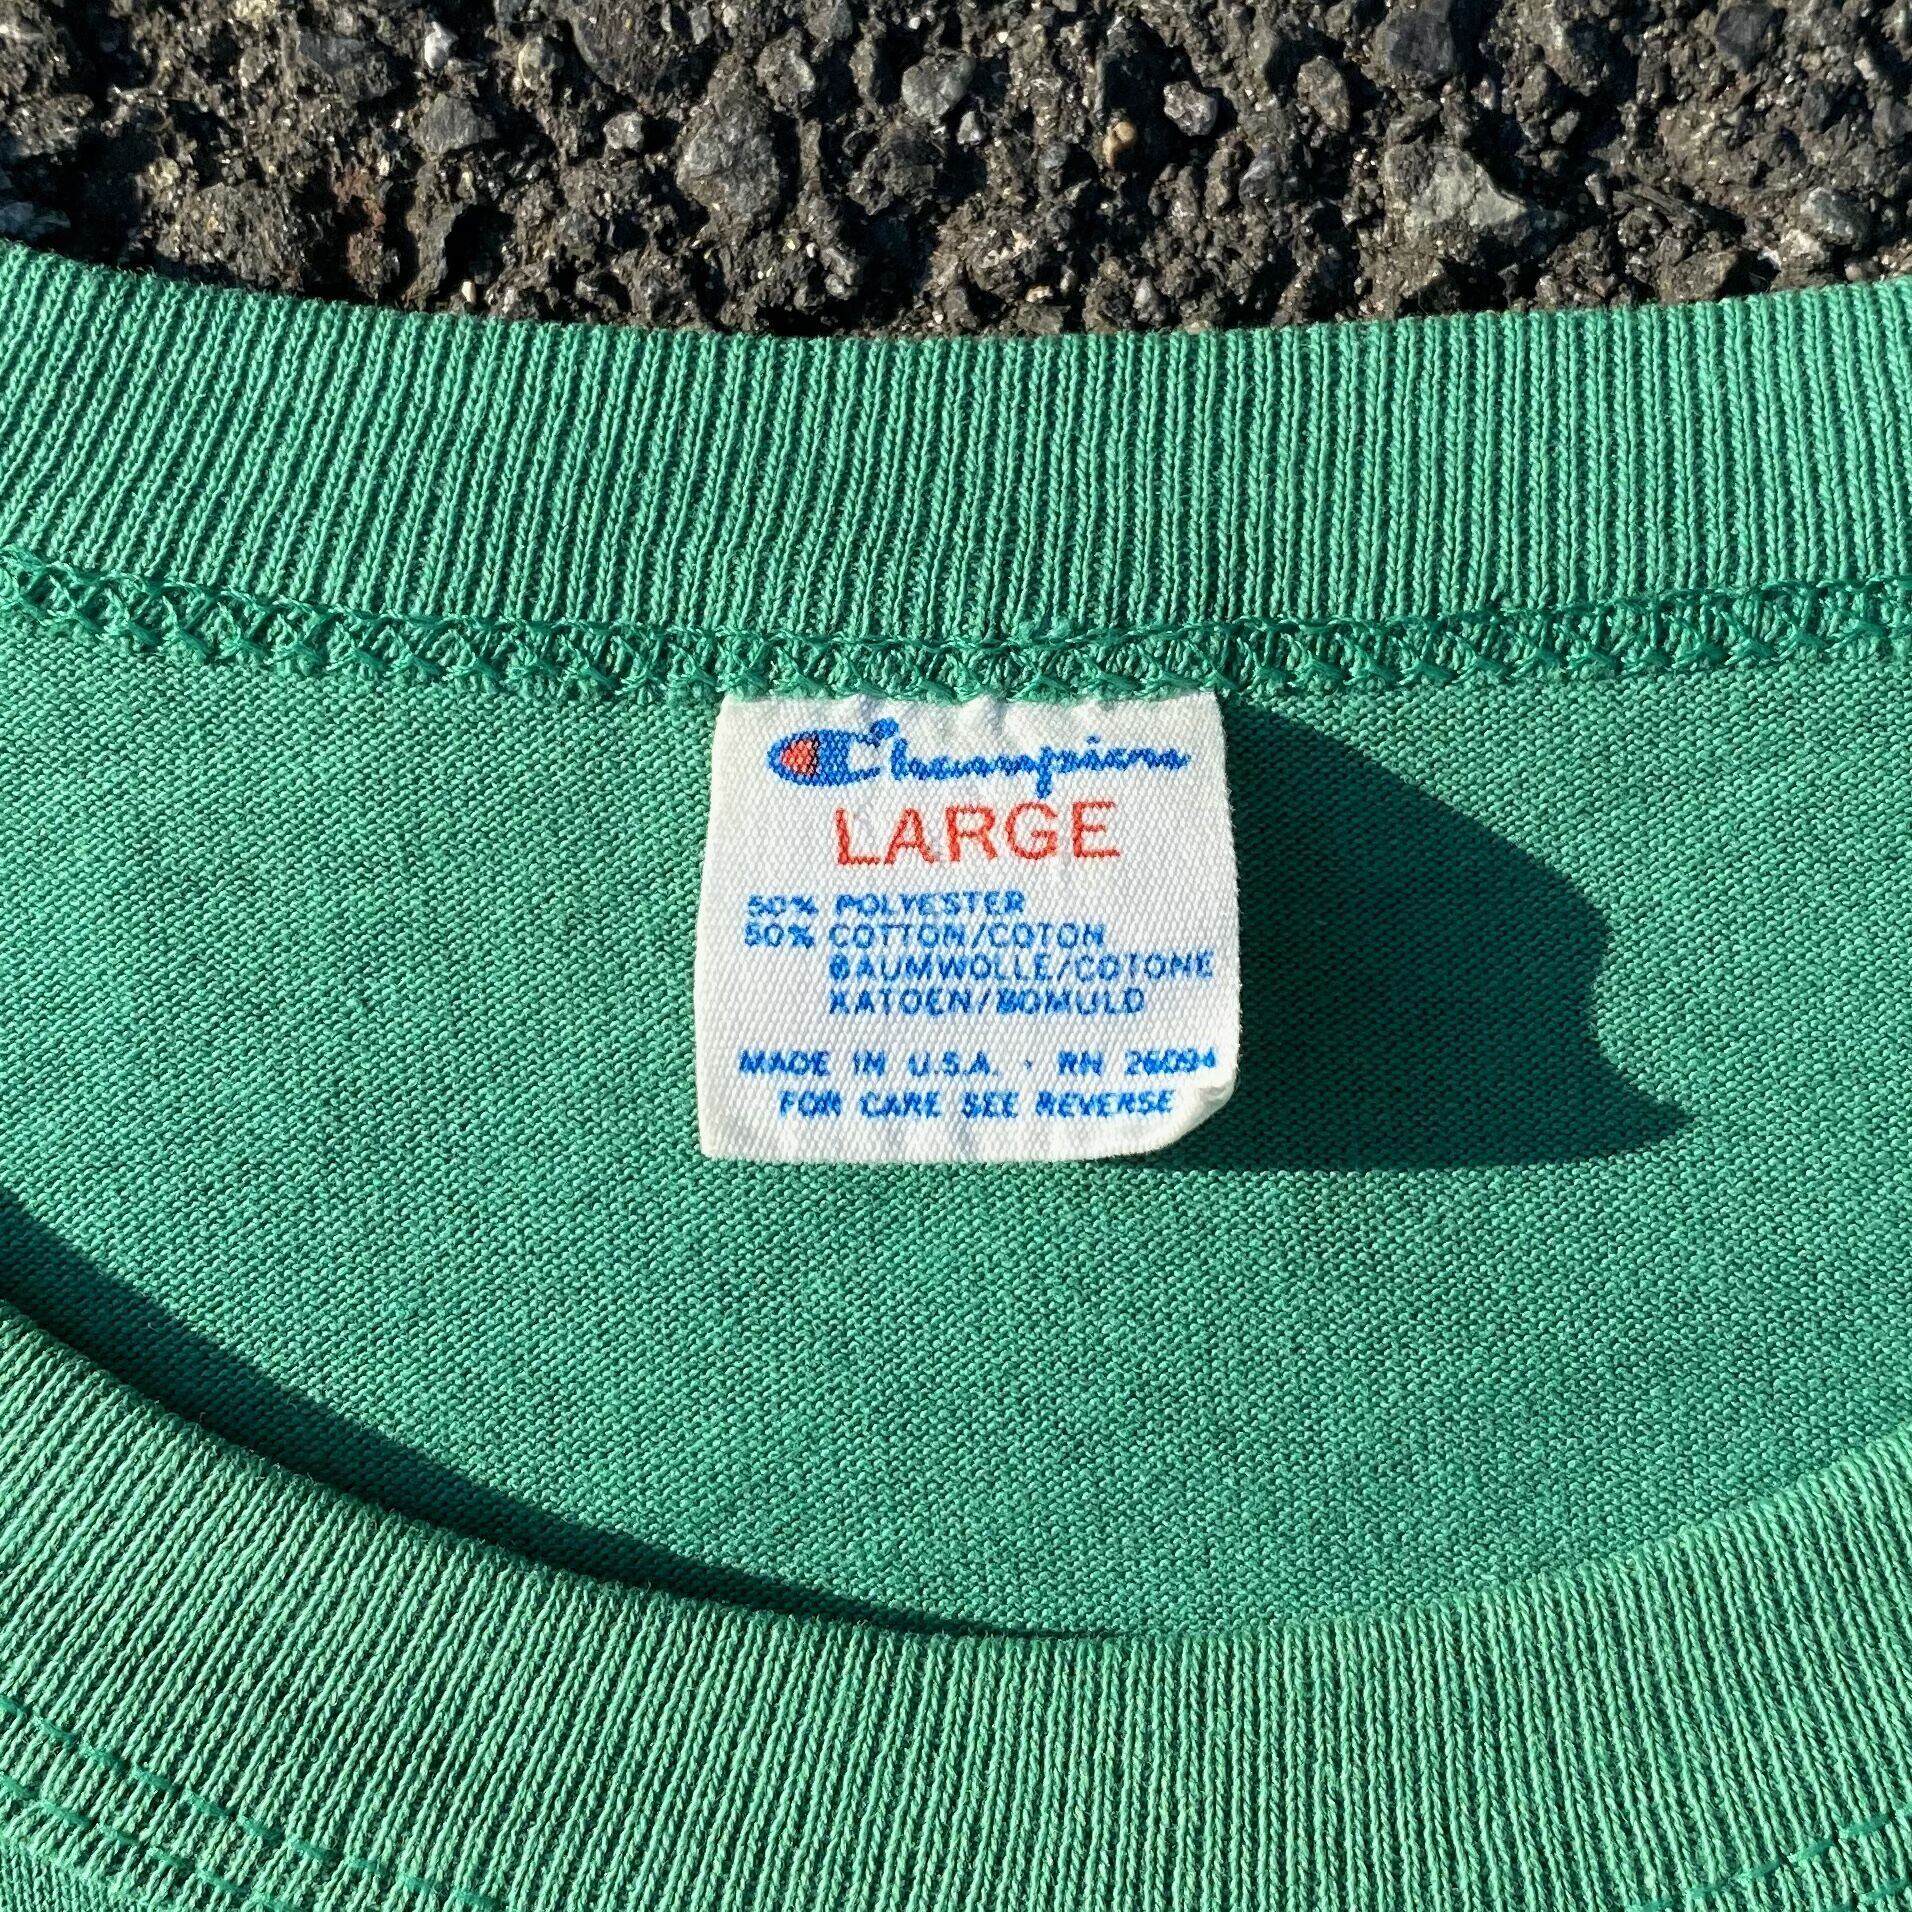 Champion
LARGE
50% POLYESTER
50% COTTON/COTON
BAUMWOLLE/COTONE
KATOEN/BOMULD
MADE IN U.S.A. · RN 26094
FOR CARE SEE REVERSE